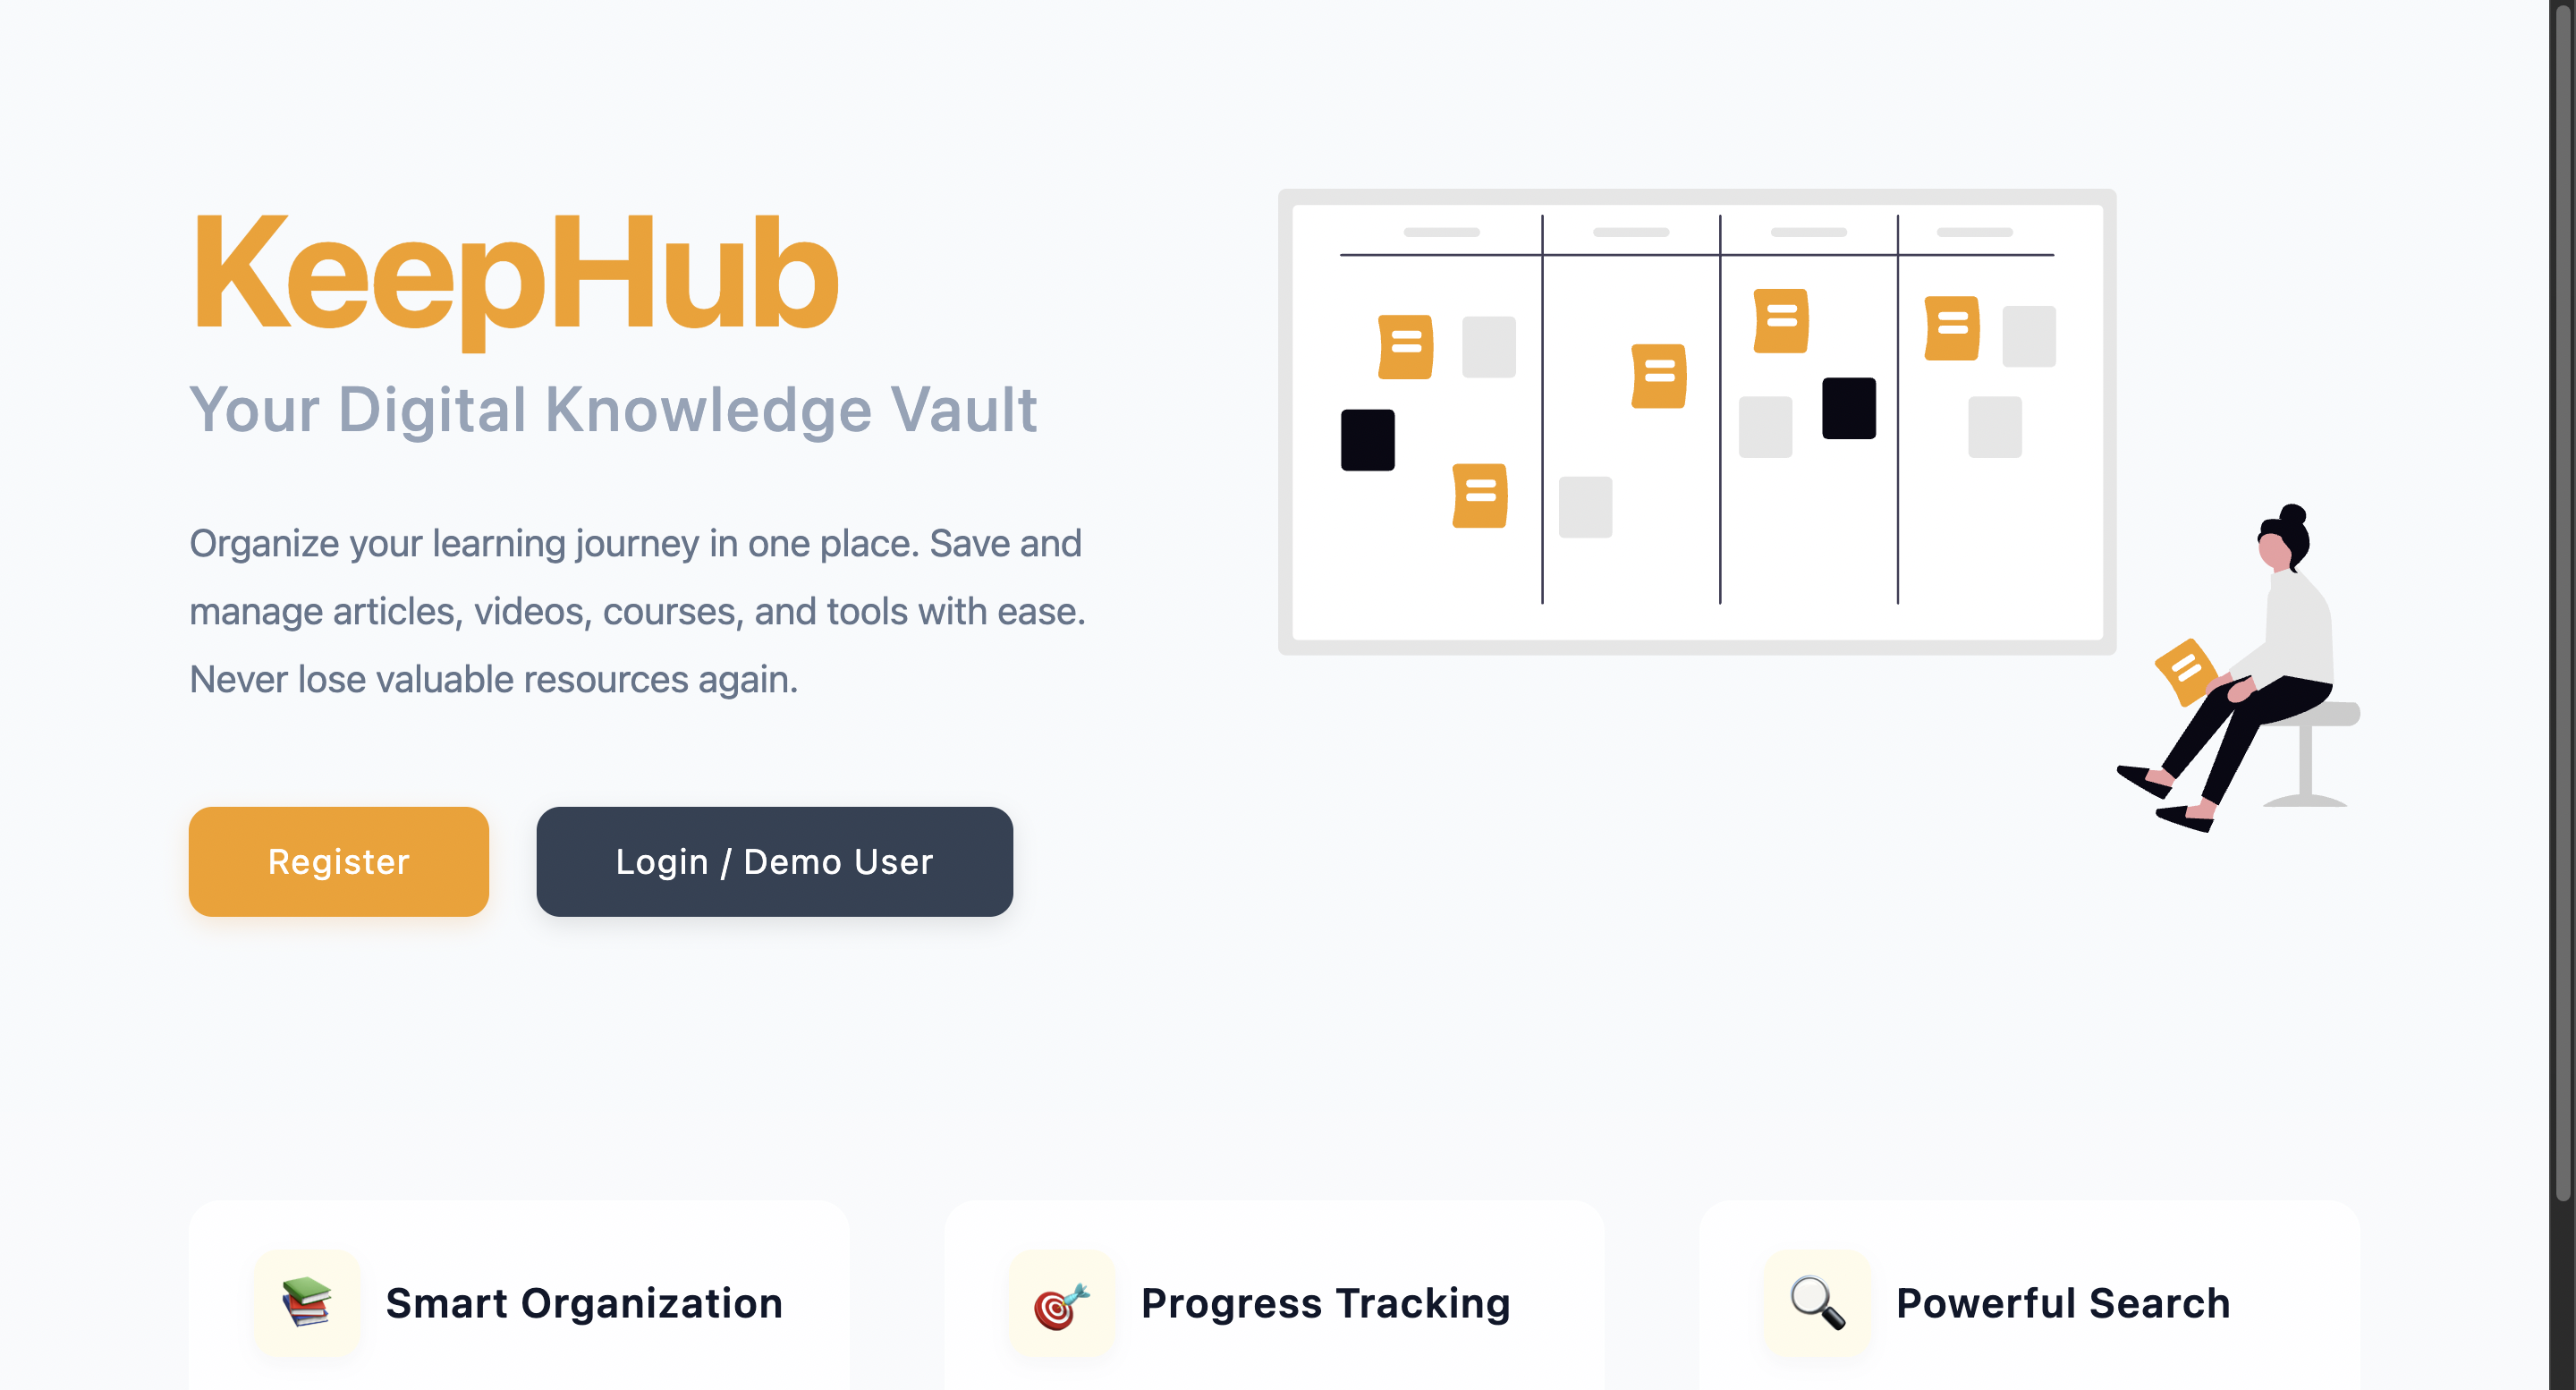 KeepHub
Your Digital Knowledge Vault
Organize your learning journey in one place. Save and
manage articles, videos, courses, and tools with ease.
Never lose valuable resources again.
Register
Login / Demo User
Smart Organization
Progress Tracking
Powerful Search